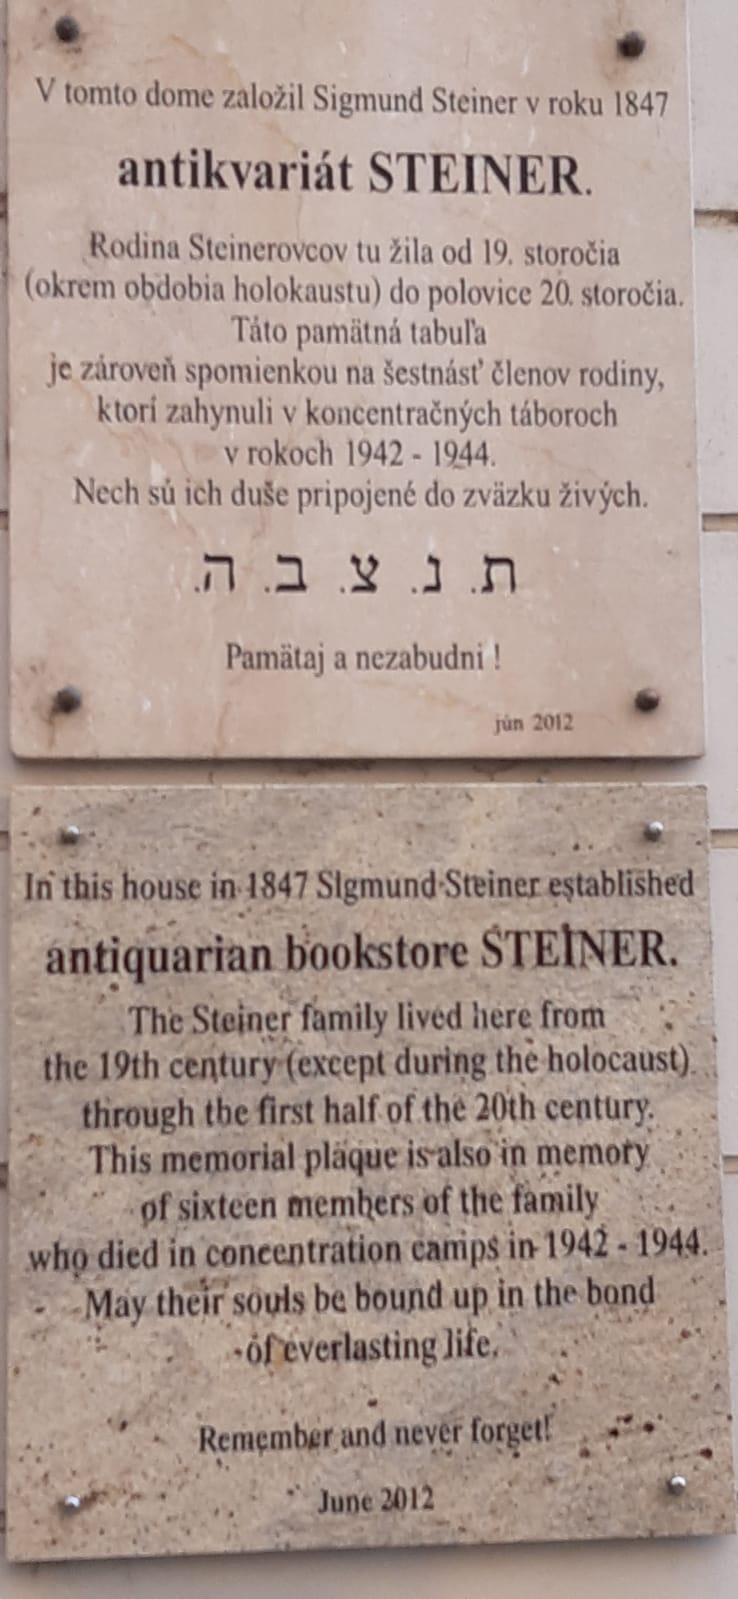 V tomto dome založil Sigmund Steiner v roku 1847
antikvariát STEINER.
Rodina Steinerovcov tu žila od 19. storočia
(okrem obdobia holokaustu) do polovice 20. storočia.
Táto pamätná tabuľa
je zároveň spomienkou na šestnásť členov rodiny,
ktorí zahynuli v koncentračných táboroch
v rokoch 1942 - 1944.
Nech sú ich duše pripojené do zväzku živých.
ת. נ. צ. ב. ה.
Pamätaj a nezabudni !
jún 2012
In this house in 1847 SIgmund Steiner established
antiquarian bookstore STEINER.
The Steiner family lived here from
the 19th century (except during the holocaust)
through the first half of the 20th century.
This memorial plaque is also in memory
of sixteen members of the family
who died in concentration camps in 1942 - 1944.
May their souls be bound up in the bond
of everlasting life.
Remember and never forget!
June 2012